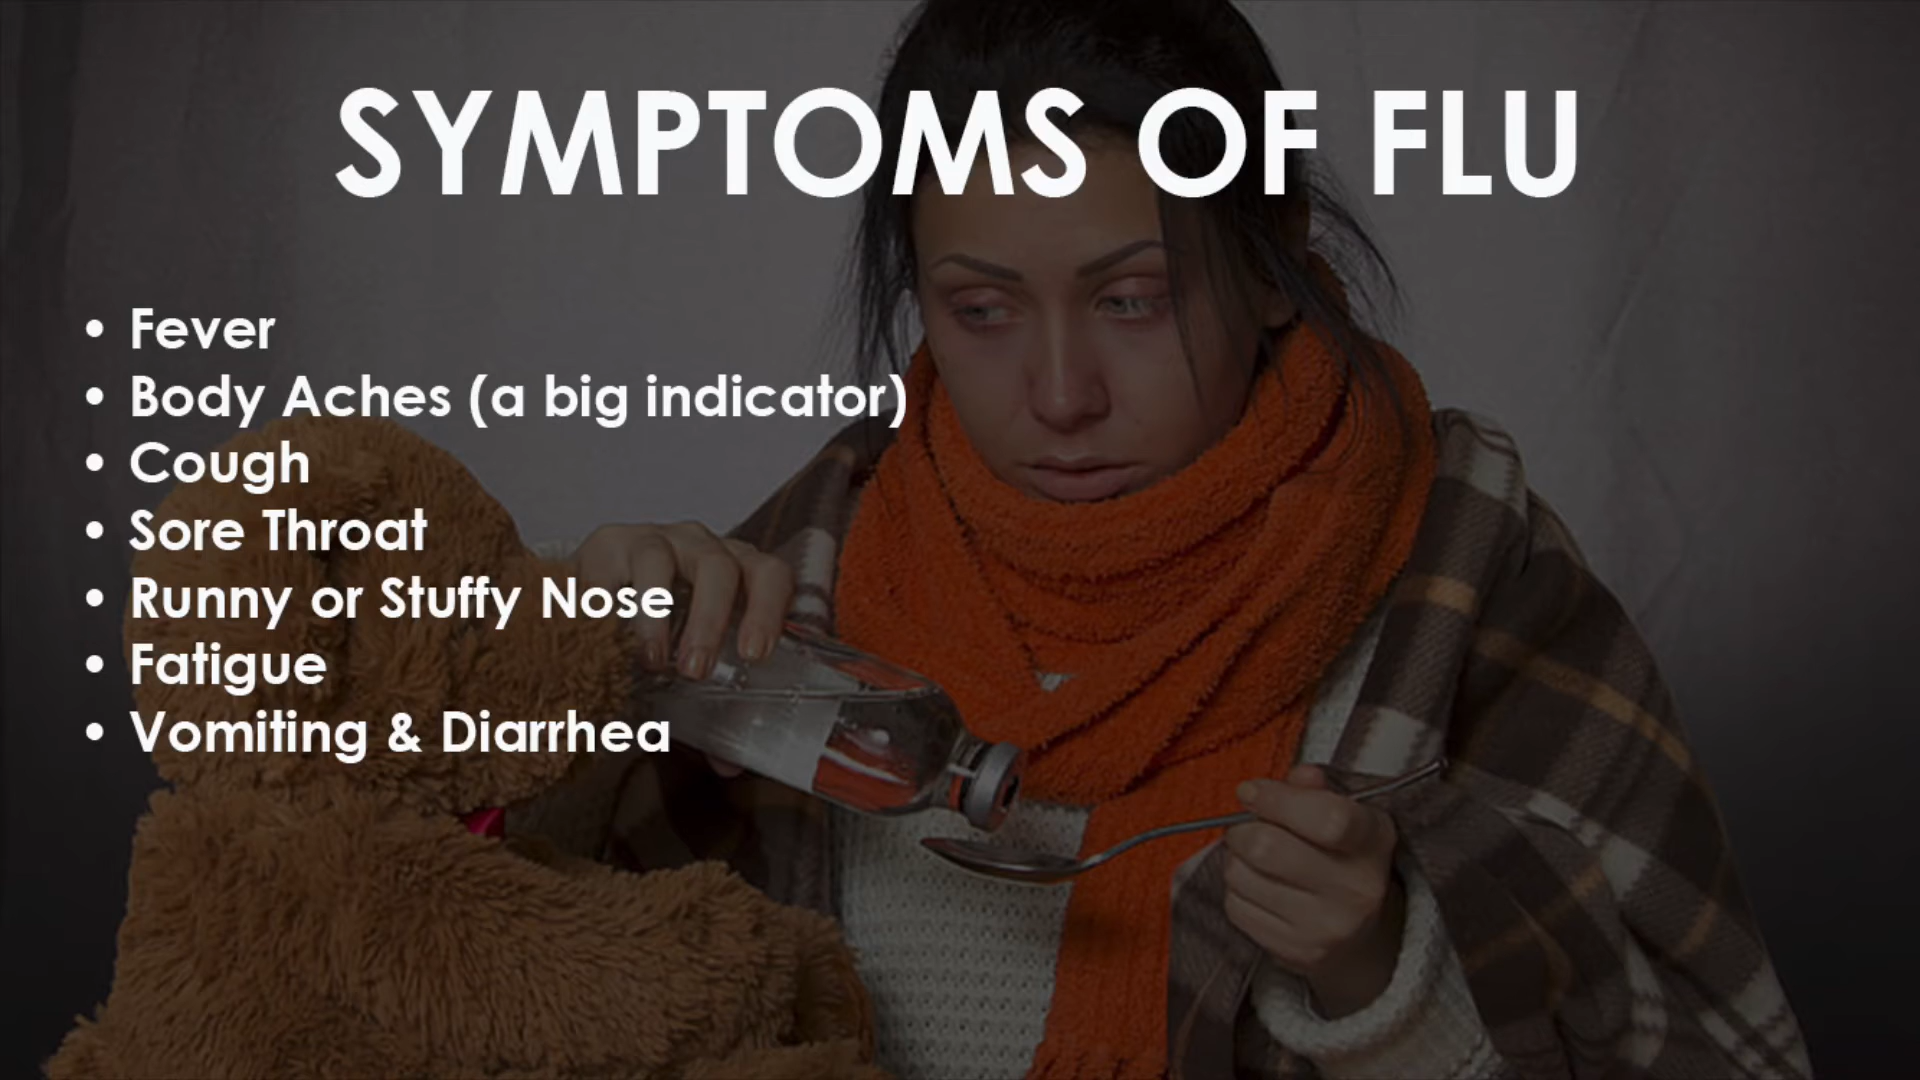 SYMPTOMS OF FLU
• Fever
• Body Aches (a big indicator)
• Cough
• Sore Throat
• Runny or Stuffy Nose
• Fatigue
• Vomiting & Diarrhea